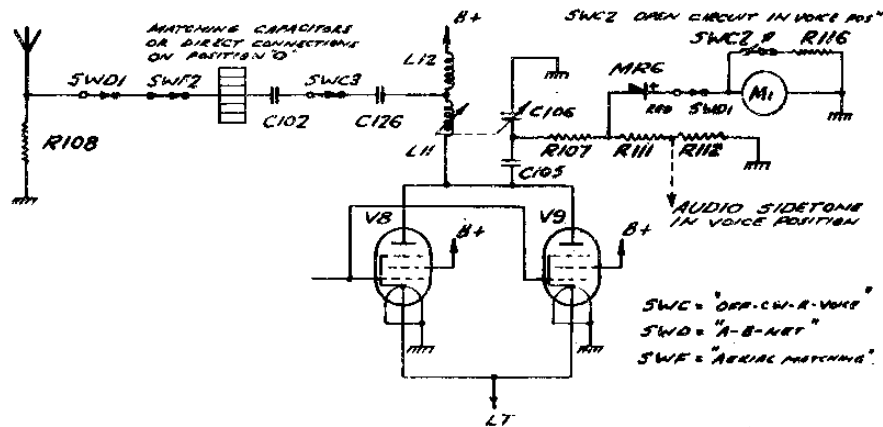 MATCHING CAPACITORS
OR DIRECT CONNECTIONS
ON POSITION "O"
B+
SWC2 OPEN CIRCUIT IN VOICE POS"
SWC2
R116
L12
MR6
M1
SWD1
SWF2
SWC3
C102
C126
C106
RED
SWD1
R108
L11
R107
R111
R112
C105
AUDIO SIDETONE
IN VOICE POSITION
V8
V9
B+
B+
SWC = "OFF-CW-R-VOICE"
SWD = "A-B-NET"
SWF = "AERIAL MATCHING".
LT